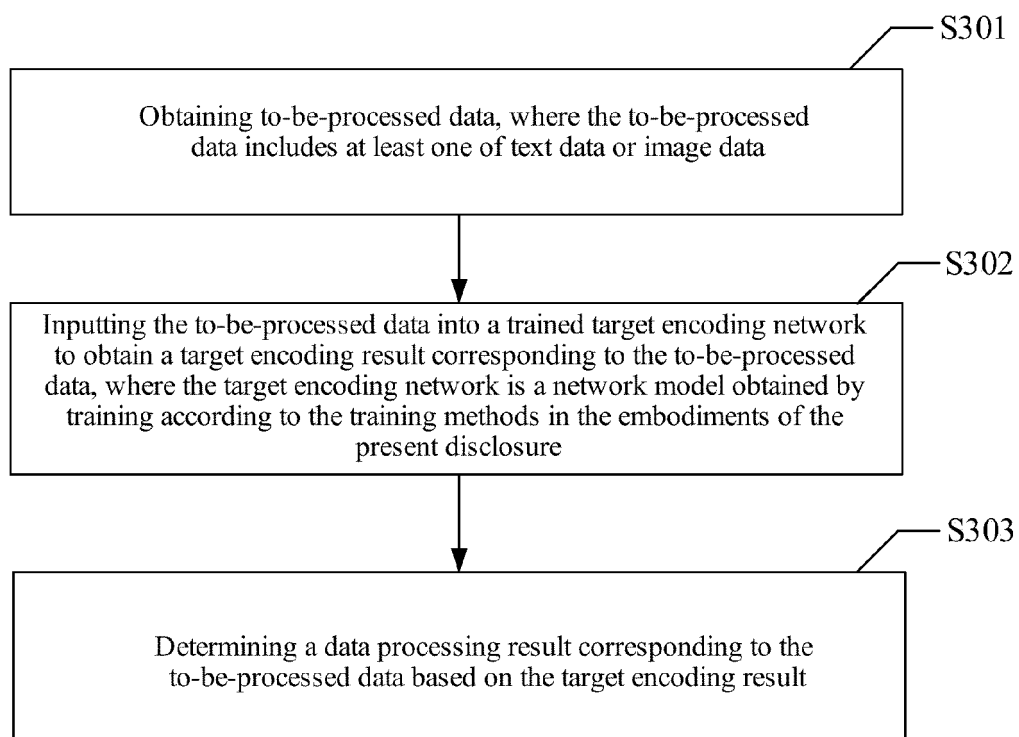 S301
Obtaining to-be-processed data, where the to-be-processed
data includes at least one of text data or image data
S302
Inputting the to-be-processed data into a trained target encoding network
to obtain a target encoding result corresponding to the to-be-processed
data, where the target encoding network is a network model obtained by
training according to the training methods in the embodiments of the
present disclosure
S303
Determining a data processing result corresponding to the
to-be-processed data based on the target encoding result